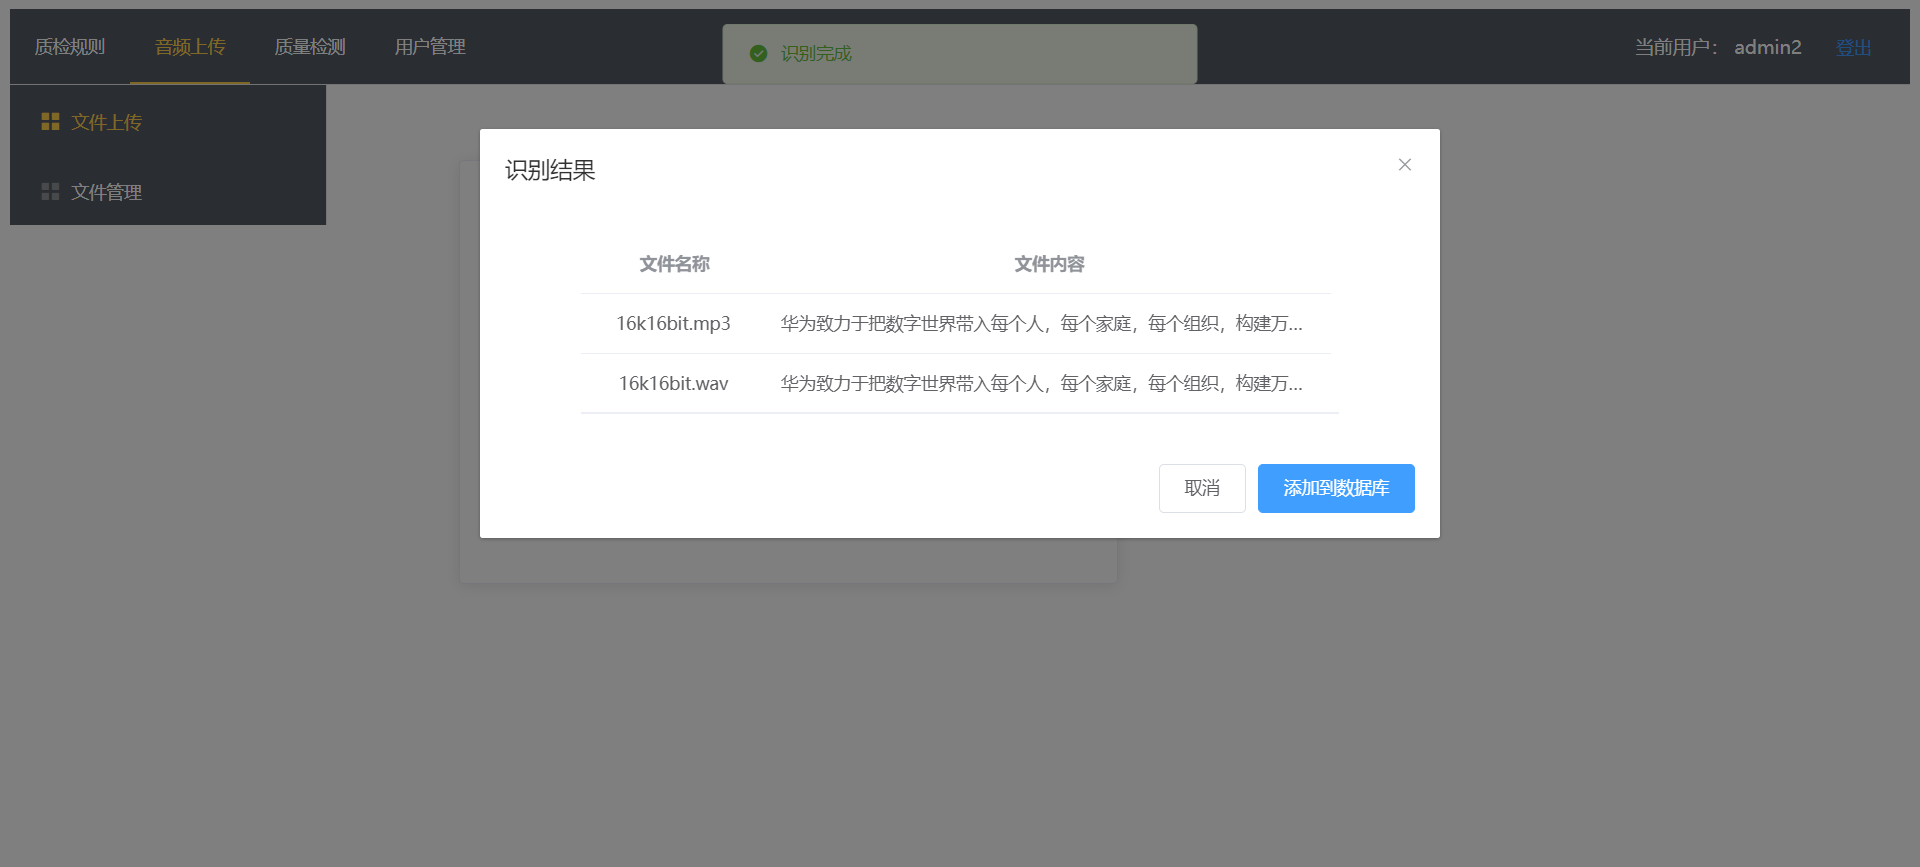 质检规则 音频上传 质量检测 用户管理 识别完成 当前用户： admin2 登出
文件上传
文件管理
识别结果
文件名称 文件内容
16k16bit.mp3 华为致力于把数字世界带入每个人，每个家庭，每个组织，构建万...
16k16bit.wav 华为致力于把数字世界带入每个人，每个家庭，每个组织，构建万...
取消 添加到数据库